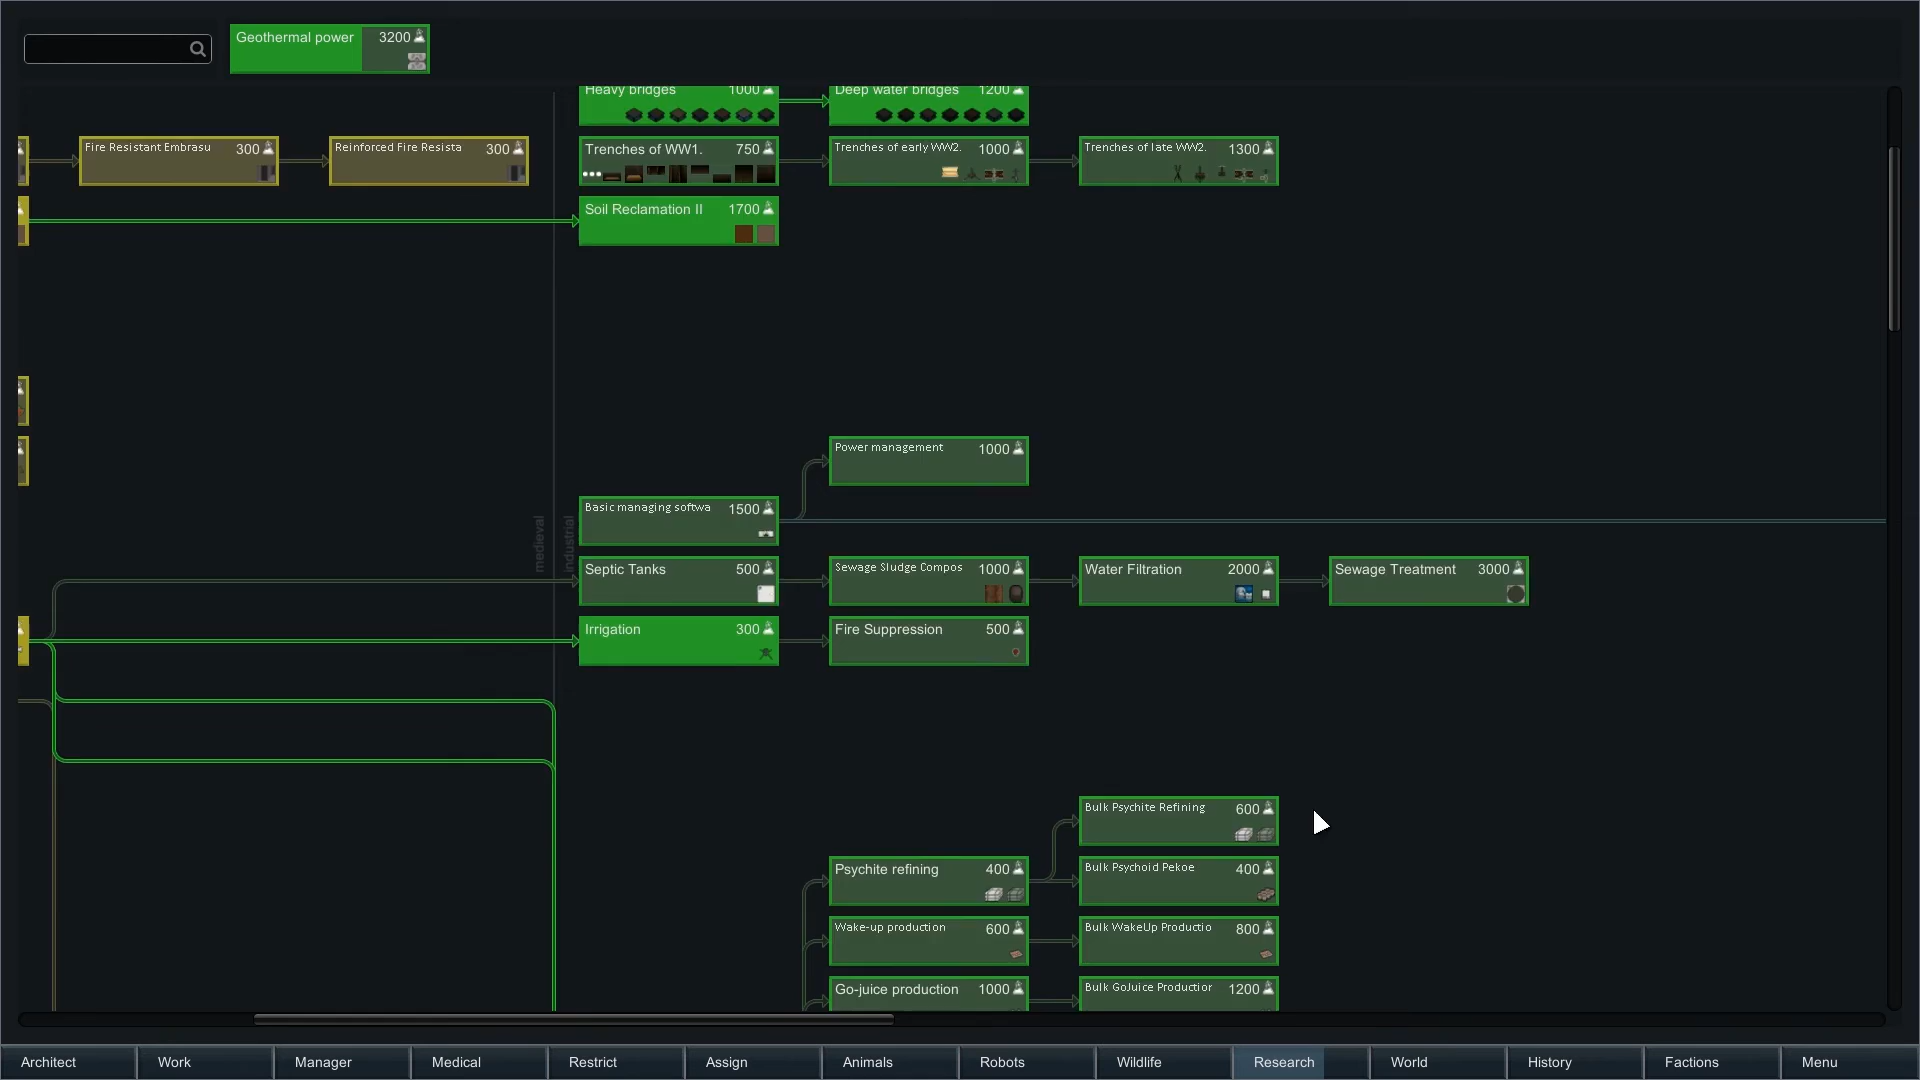 Geothermal power 3200
Heavy bridges 1000
Deep water bridges 1200
Fire Resistant Embrasu 300
Reinforced Fire Resista 300
Trenches of WW1. 750
Trenches of early WW2. 1000
Trenches of late WW2. 1300
Soil Reclamation II 1700
Power management 1000
medieval
industrial
Basic managing softwa 1500
Septic Tanks 500
Sewage Sludge Compos 1000
Water Filtration 2000
Sewage Treatment 3000
Irrigation 300
Fire Suppression 500
Bulk Psychite Refining 600
Psychite refining 400
Bulk Psychoid Pekoe 400
Wake-up production 600
Bulk WakeUp Productio 800
Go-juice production 1000
Bulk GoJuice Production 1200
Architect Work Manager Medical Restrict Assign Animals Robots Wildlife Research World History Factions Menu